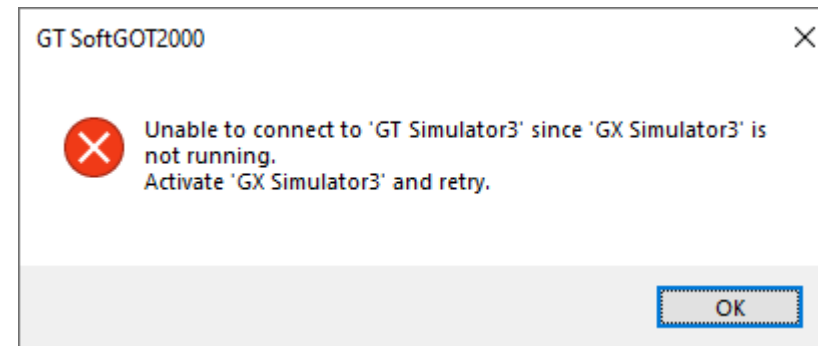 GT SoftGOT2000
Unable to connect to 'GT Simulator3' since 'GX Simulator3' is
not running.
Activate 'GX Simulator3' and retry.
OK